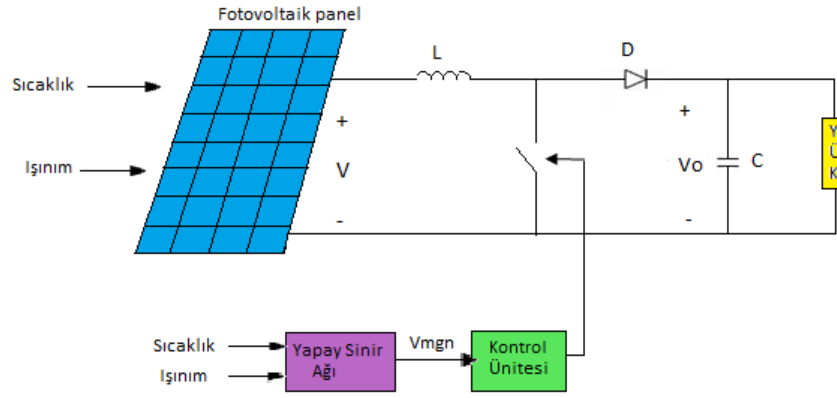 Fotovoltaik panel
L
D
Sıcaklık
Işınım
+
V
-
+
Vo
-
C
Y
Ü
K
Sıcaklık
Işınım
Yapay Sinir
Ağı
Vmgn
Kontrol
Ünitesi